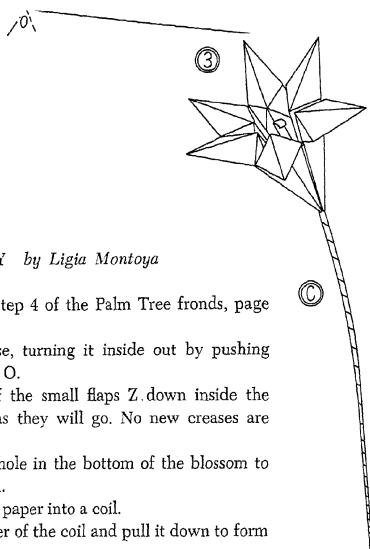 O
3
Y by Ligia Montoya
C
tep 4 of the Palm Tree fronds, page
se, turning it inside out by pushing
O.
f the small flaps Z down inside the
as they will go. No new creases are
hole in the bottom of the blossom to
.
paper into a coil.
er of the coil and pull it down to form